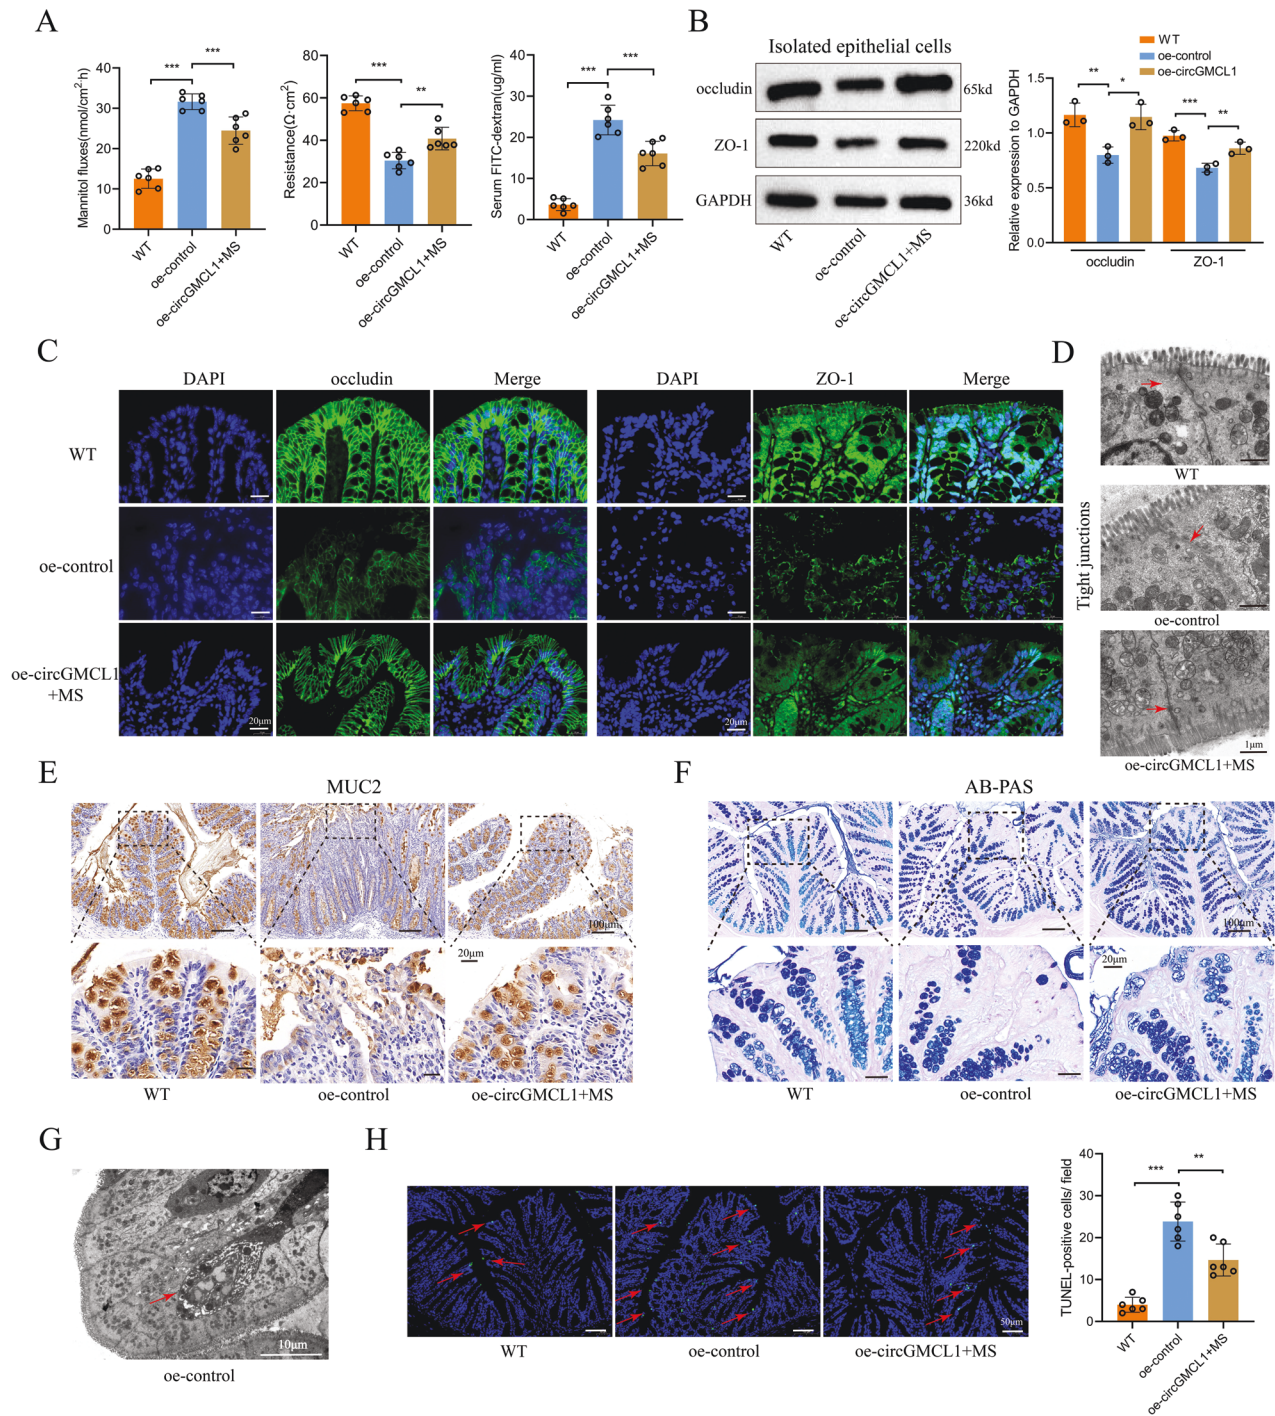 A
Mannitol fluxes(nmol/cm²·h)
40
30
20
10
0
***
***
WT
oe-control
oe-circGMCL1+MS
Resistance(Ω·cm²)
80
60
40
20
0
***
**
WT
oe-control
oe-circGMCL1+MS
Serum FITC-dextran(ug/ml)
40
30
20
10
0
***
***
WT
oe-control
oe-circGMCL1+MS
B
Isolated epithelial cells
occludin
65kd
ZO-1
220kd
GAPDH
36kd
WT
oe-control
oe-circGMCL1+MS
WT
oe-control
oe-circGMCL1
Relative expression to GAPDH
1.5
1.0
0.5
0.0
**
*
***
**
occludin
ZO-1
C
DAPI
occludin
Merge
DAPI
ZO-1
Merge
WT
oe-control
oe-circGMCL1
+MS
20μm
20μm
D
Tight junctions
WT
oe-control
1μm
oe-circGMCL1+MS
E
MUC2
100μm
20μm
WT
oe-control
oe-circGMCL1+MS
F
AB-PAS
100μm
20μm
WT
oe-control
oe-circGMCL1+MS
G
10μm
oe-control
H
50μm
WT
oe-control
oe-circGMCL1+MS
TUNEL-positive cells/ field
40
30
20
10
0
***
**
WT
oe-control
oe-circGMCL1+MS